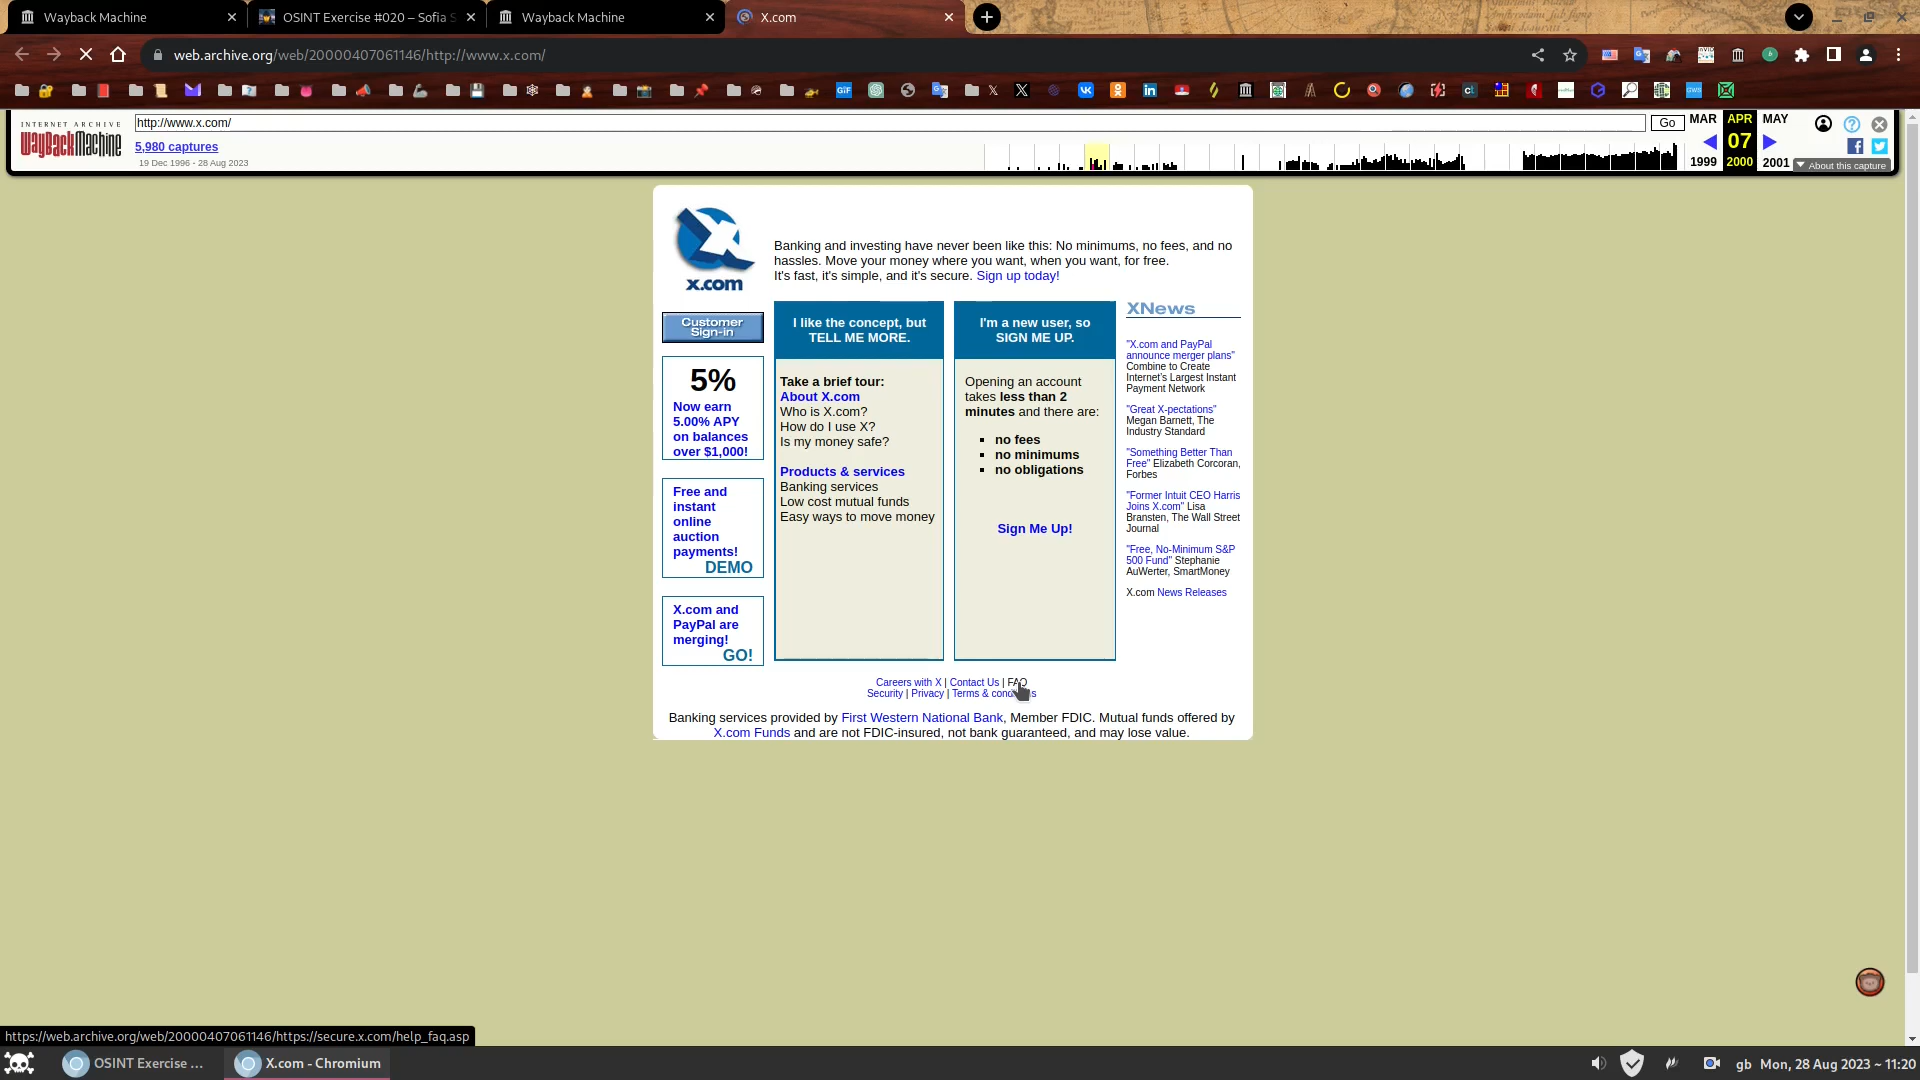 Wayback Machine
OSINT Exercise #020 – Sofia S
Wayback Machine
X.com
web.archive.org/web/20000407061146/http://www.x.com/
INTERNET ARCHIVE
WayBackMachine
http://www.x.com/
Go
5,980 captures
19 Dec 1996 - 28 Aug 2023
MAR
APR
MAY
07
1999
2000
2001
About this capture
x.com
Banking and investing have never been like this: No minimums, no fees, and no
hassles. Move your money where you want, when you want, for free.
It's fast, it's simple, and it's secure. Sign up today!
Customer
Sign-in
5%
Now earn
5.00% APY
on balances
over $1,000!
Free and
instant
online
auction
payments!
DEMO
X.com and
PayPal are
merging!
GO!
I like the concept, but
TELL ME MORE.
Take a brief tour:
About X.com
Who is X.com?
How do I use X?
Is my money safe?
Products & services
Banking services
Low cost mutual funds
Easy ways to move money
I'm a new user, so
SIGN ME UP.
Opening an account
takes less than 2
minutes and there are:
no fees
no minimums
no obligations
Sign Me Up!
XNews
"X.com and PayPal
announce merger plans"
Combine to Create
Internet's Largest Instant
Payment Network
"Great X-pectations"
Megan Barnett, The
Industry Standard
"Something Better Than
Free" Elizabeth Corcoran,
Forbes
"Former Intuit CEO Harris
Joins X.com" Lisa
Bransten, The Wall Street
Journal
"Free, No-Minimum S&P
500 Fund" Stephanie
AuWerter, SmartMoney
X.com News Releases
Careers with X | Contact Us | FAQ
Security | Privacy | Terms & conditions
Banking services provided by First Western National Bank, Member FDIC. Mutual funds offered by
X.com Funds and are not FDIC-insured, not bank guaranteed, and may lose value.
https://web.archive.org/web/20000407061146/https://secure.x.com/help_faq.asp
OSINT Exercise ...
X.com - Chromium
gb Mon, 28 Aug 2023 ~ 11:20